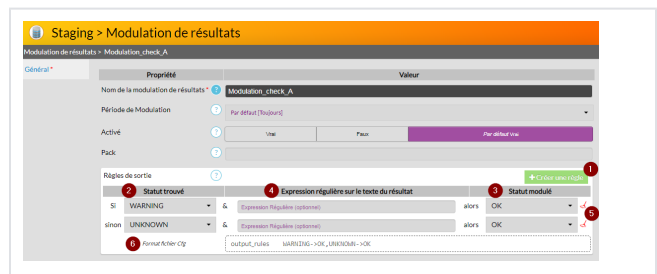 Staging > Modulation de résultats
Modulation de résultats > Modulation_check_A
Général *
Propriété Valeur
Nom de la modulation de résultats * ? Modulation_check_A
Période de Modulation ? Par défaut [Toujours]
Activé ? Vrai Faux Par défaut Vrai
Pack ?
Règles de sortie ? + Créer une règle 1
2 Statut trouvé 4 Expression régulière sur le texte du résultat 3 Statut modulé
Si WARNING & Expression Régulière (optionnel) alors OK
5
sinon UNKNOWN & Expression Régulière (optionnel) alors OK
6 Format fichier Cfg output_rules WARNING->OK,UNKNOWN->OK